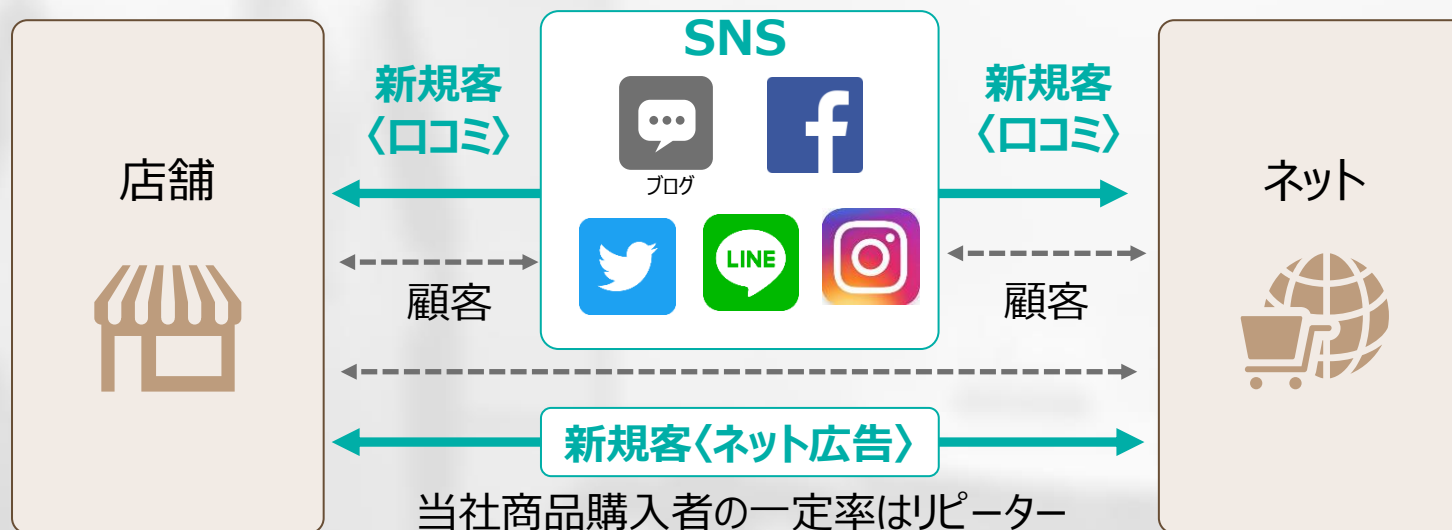 SNS
新規客
〈口コミ〉
新規客
〈口コミ〉
店舗
ブログ
ネット
LINE
顧客
顧客
新規客〈ネット広告〉
当社商品購入者の一定率はリピーター